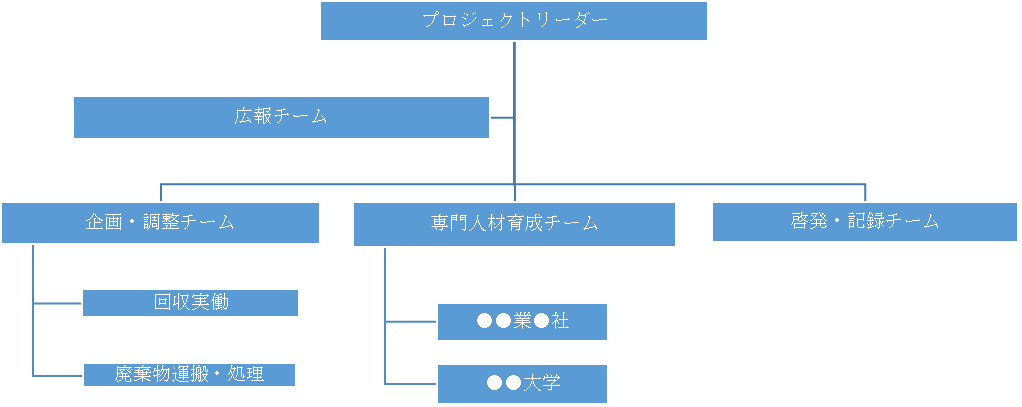 プロジェクトリーダー
広報チーム
企画・調整チーム
専門人材育成チーム
啓発・記録チーム
回収実働
●●業●社
廃棄物運搬・処理
●●大学